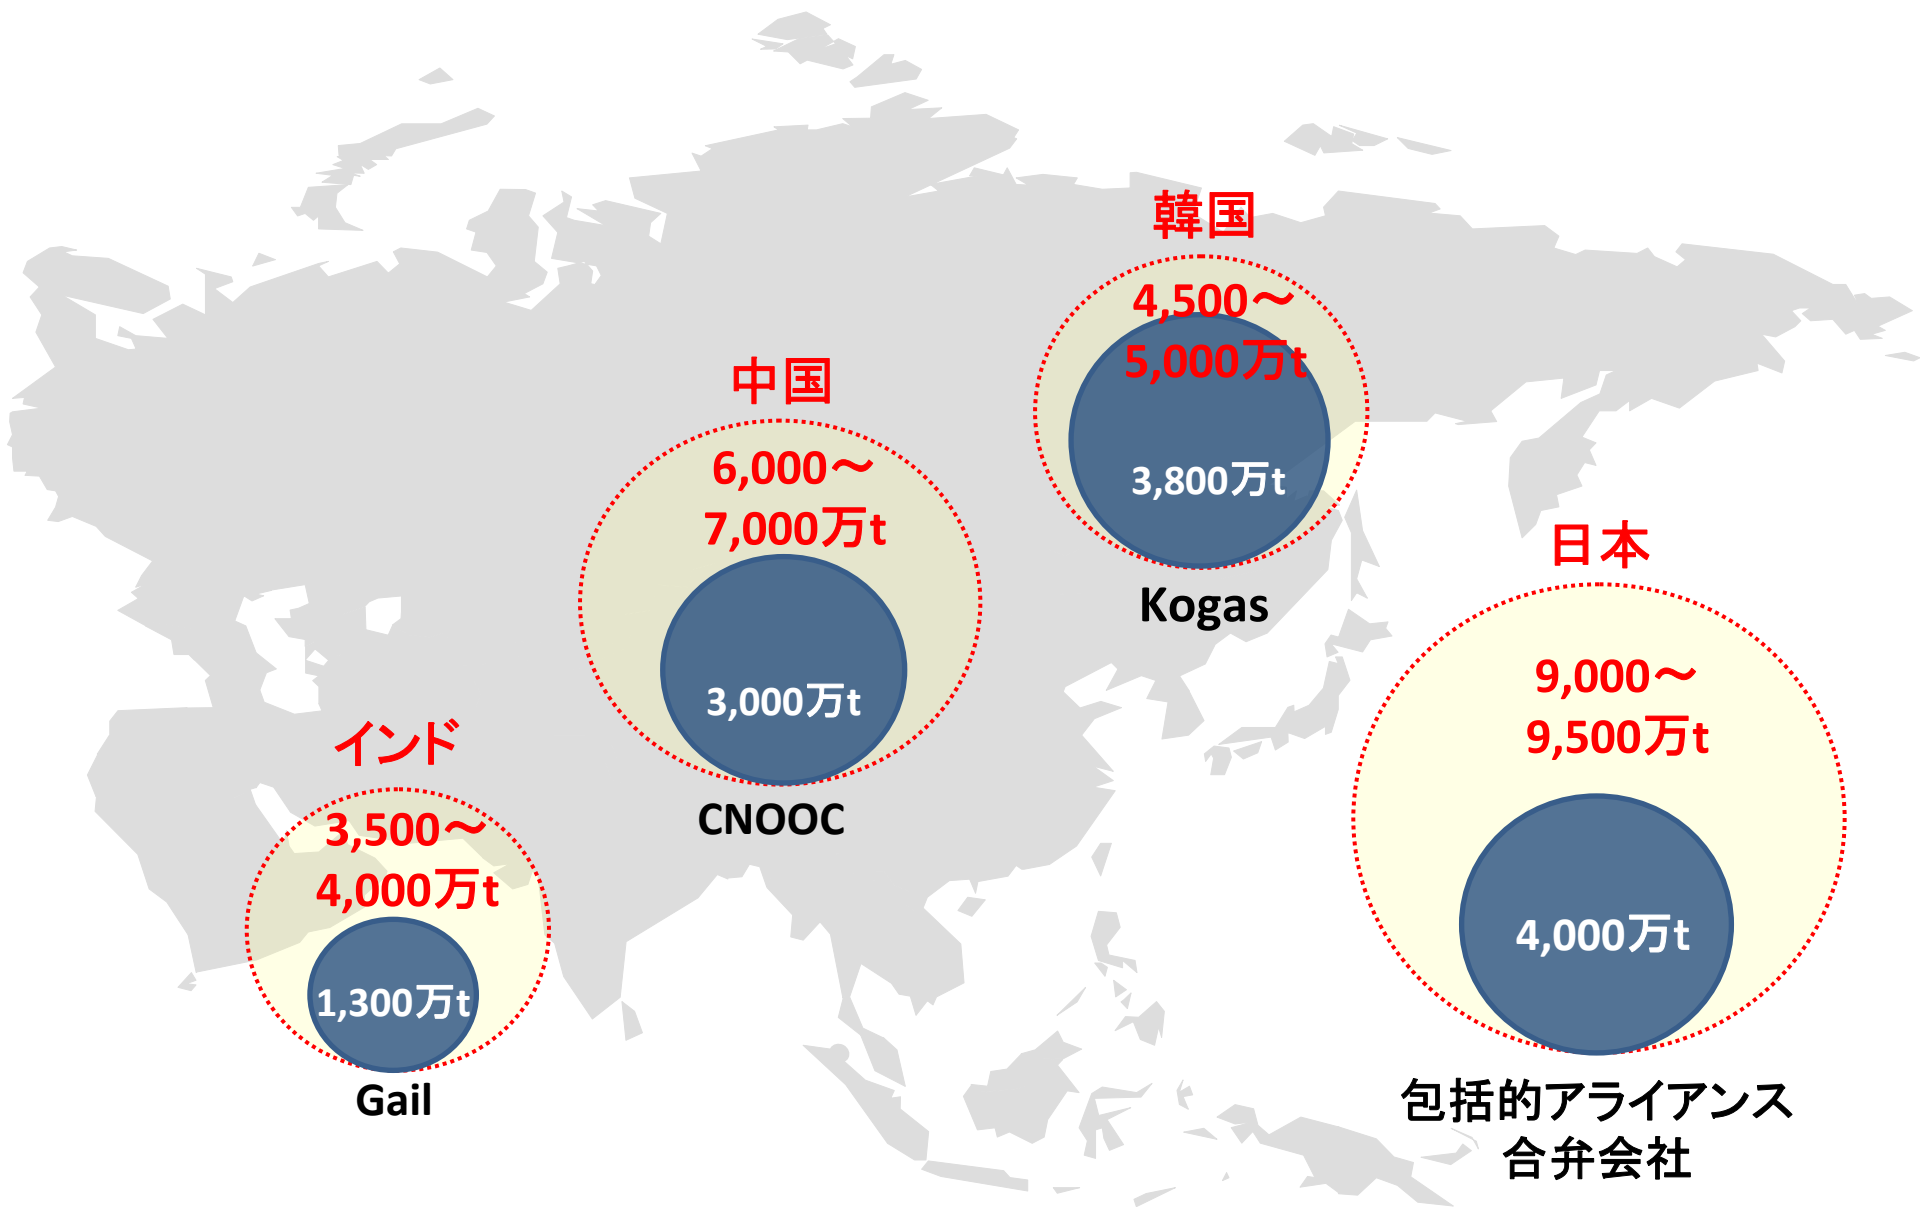 韓国
4,500～
5,000万t
3,800万t
Kogas
中国
6,000～
7,000万t
3,000万t
CNOOC
日本
9,000～
9,500万t
4,000万t
包括的アライアンス
合弁会社
インド
3,500～
4,000万t
1,300万t
Gail